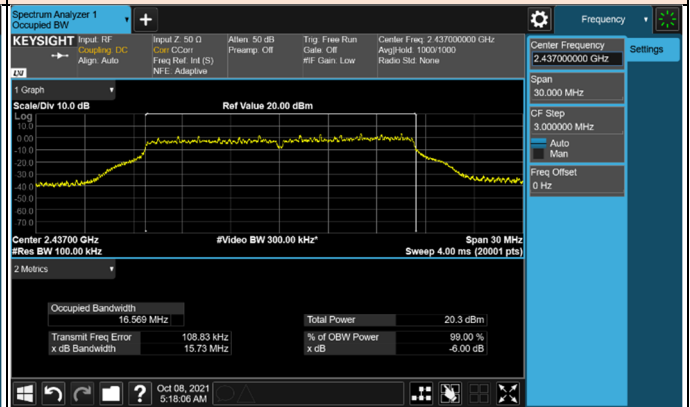 Spectrum Analyzer 1
Occupied BW
+
Frequency
KEYSIGHT
Input: RF
Coupling: DC
Align: Auto
Input Z: 50 Ω
Corr CCorr
Freq Ref: Int (S)
NFE: Adaptive
Atten: 50 dB
Preamp: Off
Trig: Free Run
Gate: Off
#IF Gain: Low
Center Freq: 2.437000000 GHz
Avg|Hold: 1000/1000
Radio Std: None
LXI
Center Frequency
2.437000000 GHz
Settings
Span
30.000 MHz
CF Step
3.000000 MHz
Auto
Man
Freq Offset
0 Hz
1 Graph
Scale/Div 10.0 dB
Ref Value 20.00 dBm
Log
10.0
0.00
-10.0
-20.0
-30.0
-40.0
-50.0
-60.0
-70.0
Center 2.43700 GHz
#Video BW 300.00 kHz*
Span 30 MHz
#Res BW 100.00 kHz
Sweep 4.00 ms (20001 pts)
2 Metrics
Occupied Bandwidth
16.569 MHz
Total Power
20.3 dBm
Transmit Freq Error
108.83 kHz
% of OBW Power
99.00 %
x dB Bandwidth
15.73 MHz
x dB
-6.00 dB
?
Oct 08, 2021
5:18:06 AM